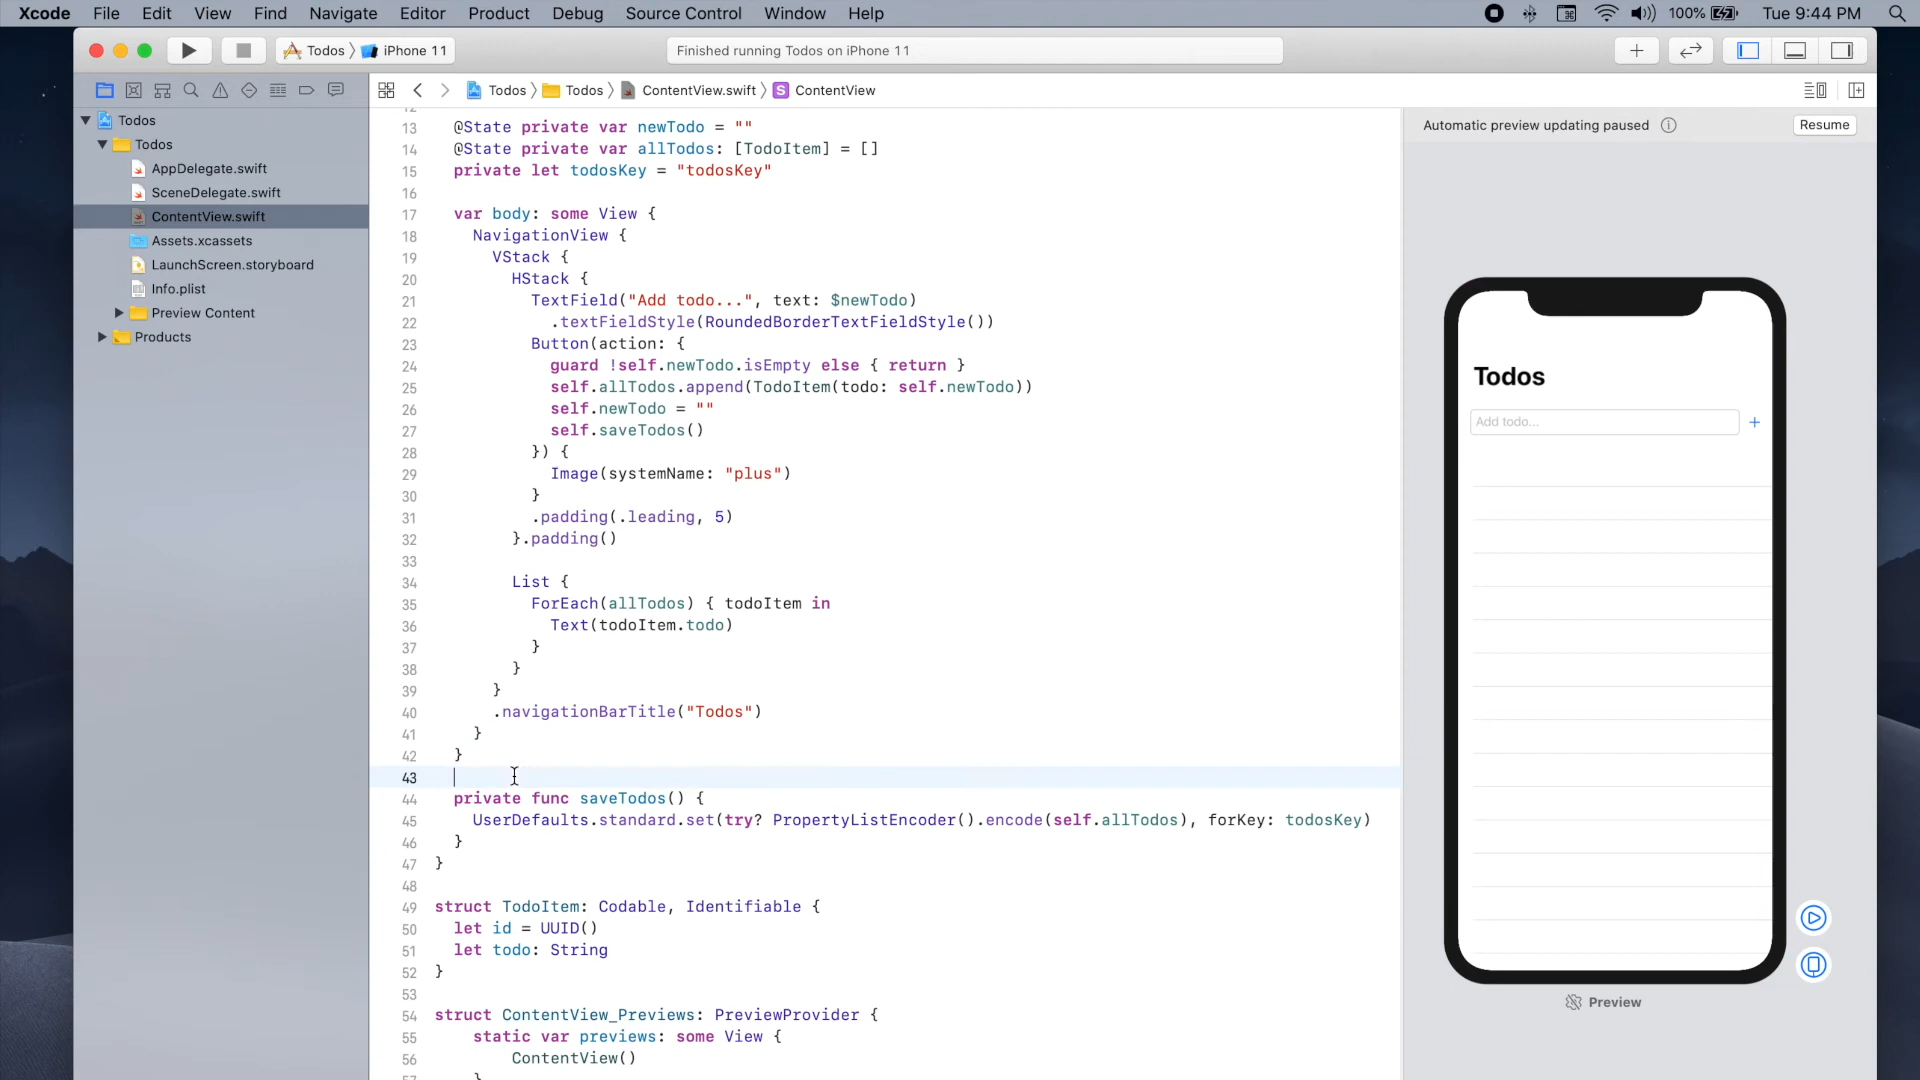 Xcode File Edit View Find Navigate Editor Product Debug Source Control Window Help 100% Tue 9:44 PM
Todos iPhone 11 Finished running Todos on iPhone 11
Todos Todos ContentView.swift S ContentView
Todos
Todos
AppDelegate.swift
SceneDelegate.swift
ContentView.swift
Assets.xcassets
LaunchScreen.storyboard
Info.plist
Preview Content
Products
12
13 @State private var newTodo = ""
14 @State private var allTodos: [TodoItem] = []
15 private let todosKey = "todosKey"
16
17 var body: some View {
18 NavigationView {
19 VStack {
20 HStack {
21 TextField("Add todo...", text: $newTodo)
22 .textFieldStyle(RoundedBorderTextFieldStyle())
23 Button(action: {
24 guard !self.newTodo.isEmpty else { return }
25 self.allTodos.append(TodoItem(todo: self.newTodo))
26 self.newTodo = ""
27 self.saveTodos()
28 }) {
29 Image(systemName: "plus")
30 }
31 .padding(.leading, 5)
32 }.padding()
33
34 List {
35 ForEach(allTodos) { todoItem in
36 Text(todoItem.todo)
37 }
38 }
39 }
40 .navigationBarTitle("Todos")
41 }
42 }
43
44 private func saveTodos() {
45 UserDefaults.standard.set(try? PropertyListEncoder().encode(self.allTodos), forKey: todosKey)
46 }
47 }
48
49 struct TodoItem: Codable, Identifiable {
50 let id = UUID()
51 let todo: String
52 }
53
54 struct ContentView_Previews: PreviewProvider {
55 static var previews: some View {
56 ContentView()
57 }
Automatic preview updating paused Resume
Todos
Add todo... +
Preview